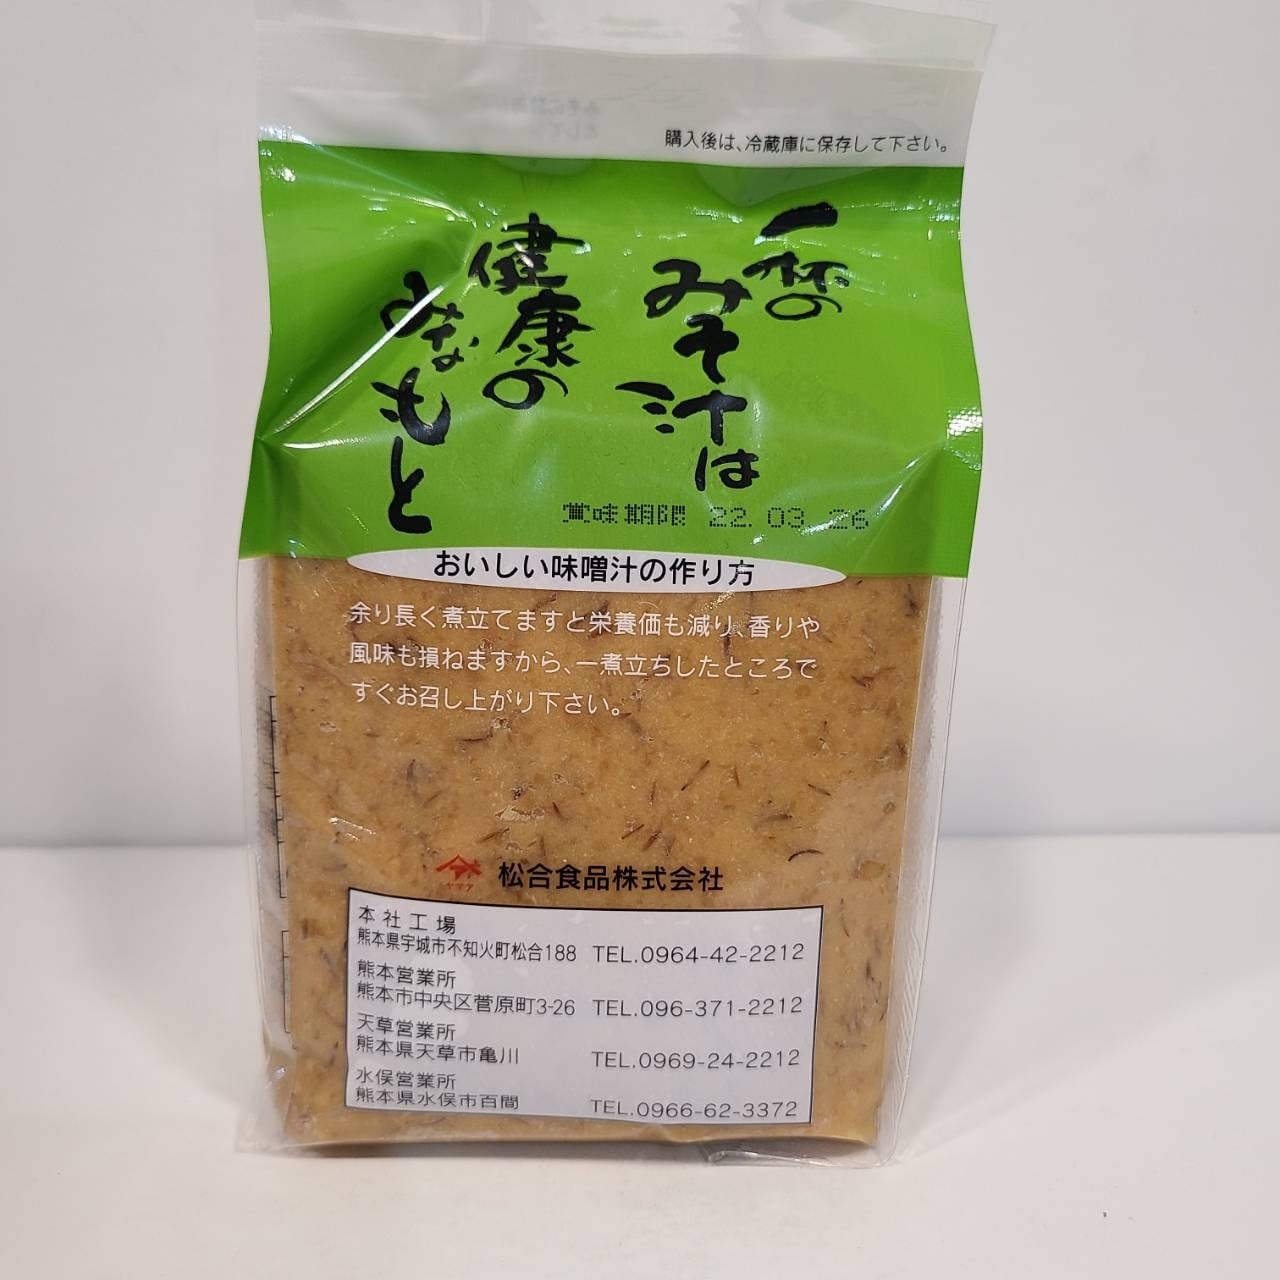 購入後は、冷蔵庫に保存して下さい。
一杯の
みそ汁は
健康の
みなもと
賞味期限 22.03.26
おいしい味噌汁の作り方
余り長く煮立てますと栄養価も減り、香りや
風味も損ねますから、一煮立ちしたところで
すぐお召し上がり下さい。
ヤマア
松合食品株式会社
本社工場
熊本県宇城市不知火町松合188 TEL.0964-42-2212
熊本営業所
熊本市中央区菅原町3-26 TEL.096-371-2212
天草営業所
熊本県天草市亀川 TEL.0969-24-2212
水俣営業所
熊本県水俣市百間 TEL.0966-62-3372